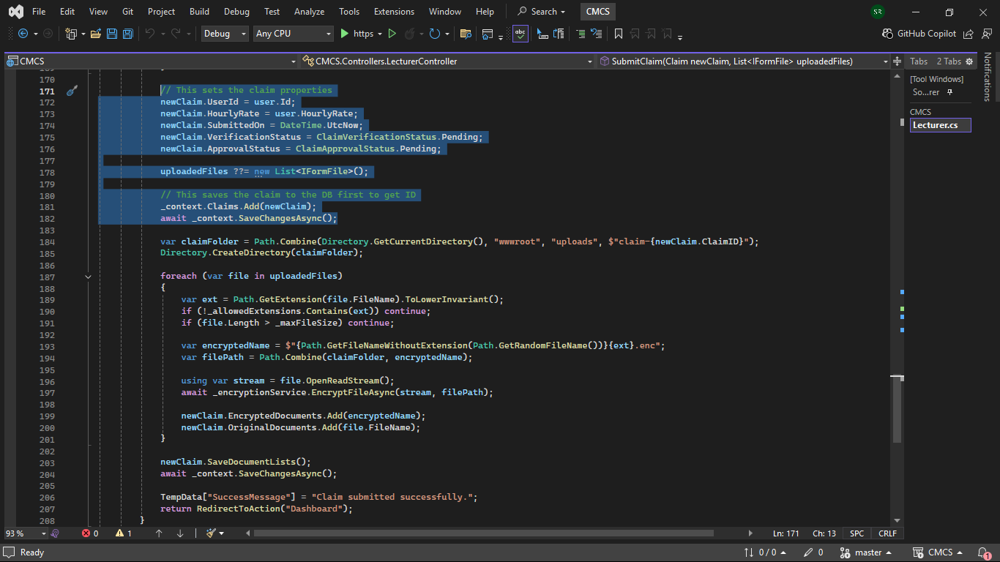 File Edit View Git Project Build Debug Test Analyze Tools Extensions Window Help Search CMCS SR
Debug Any CPU https abc GitHub Copilot
CMCS CMCS.Controllers.LecturerController SubmitClaim(Claim newClaim, List<IFormFile> uploadedFiles) Tabs 2 Tabs
Notifications
[Tool Windows]
So...rer
CMCS
Lecturer.cs
169 }
170
171 // This sets the claim properties
172 newClaim.UserId = user.Id;
173 newClaim.HourlyRate = user.HourlyRate;
174 newClaim.SubmittedOn = DateTime.UtcNow;
175 newClaim.VerificationStatus = ClaimVerificationStatus.Pending;
176 newClaim.ApprovalStatus = ClaimApprovalStatus.Pending;
177
178 uploadedFiles ??= new List<IFormFile>();
179
180 // This saves the claim to the DB first to get ID
181 _context.Claims.Add(newClaim);
182 await _context.SaveChangesAsync();
183
184 var claimFolder = Path.Combine(Directory.GetCurrentDirectory(), "wwwroot", "uploads", $"claim-{newClaim.ClaimID}");
185 Directory.CreateDirectory(claimFolder);
186
187 foreach (var file in uploadedFiles)
188 {
189 var ext = Path.GetExtension(file.FileName).ToLowerInvariant();
190 if (!_allowedExtensions.Contains(ext)) continue;
191 if (file.Length > _maxFileSize) continue;
192
193 var encryptedName = $"{Path.GetFileNameWithoutExtension(Path.GetRandomFileName())}{ext}.enc";
194 var filePath = Path.Combine(claimFolder, encryptedName);
195
196 using var stream = file.OpenReadStream();
197 await _encryptionService.EncryptFileAsync(stream, filePath);
198
199 newClaim.EncryptedDocuments.Add(encryptedName);
200 newClaim.OriginalDocuments.Add(file.FileName);
201 }
202
203 newClaim.SaveDocumentLists();
204 await _context.SaveChangesAsync();
205
206 TempData["SuccessMessage"] = "Claim submitted successfully.";
207 return RedirectToAction("Dashboard");
208 }
93 % 0 1 Ln: 171 Ch: 13 SPC CRLF
Ready 0 / 0 0 master CMCS 1